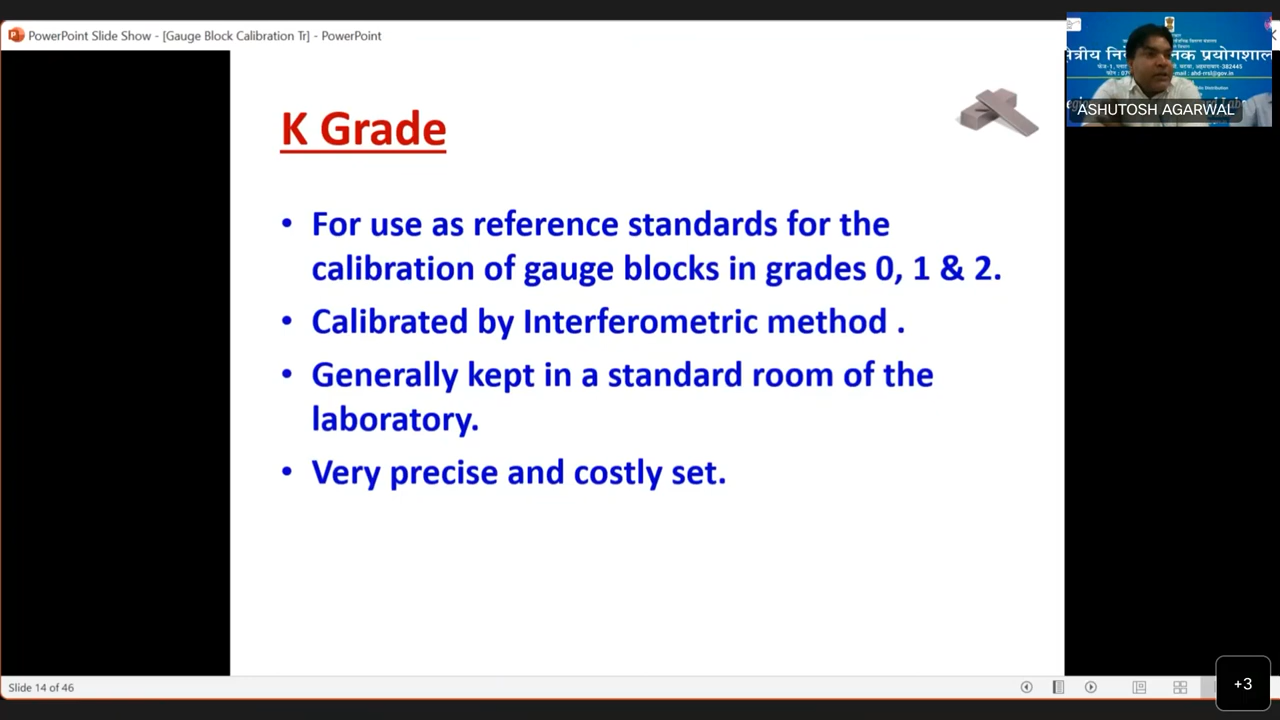 PowerPoint Slide Show - [Gauge Block Calibration Tr] - PowerPoint
K Grade
• For use as reference standards for the
calibration of gauge blocks in grades 0, 1 & 2.
• Calibrated by Interferometric method .
• Generally kept in a standard room of the
laboratory.
• Very precise and costly set.
ASHUTOSH AGARWAL
Slide 14 of 46
+3